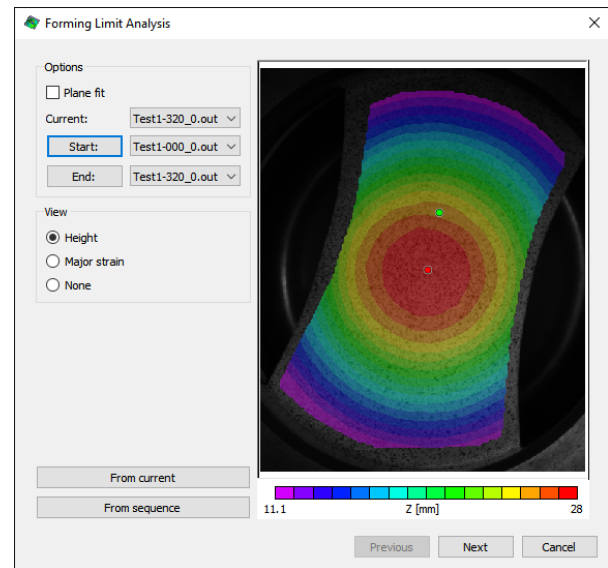 Forming Limit Analysis
Options
Plane fit
Current: Test1-320_0.out
Start: Test1-000_0.out
End: Test1-320_0.out
View
Height
Major strain
None
From current
From sequence
11.1 Z [mm] 28
Previous Next Cancel